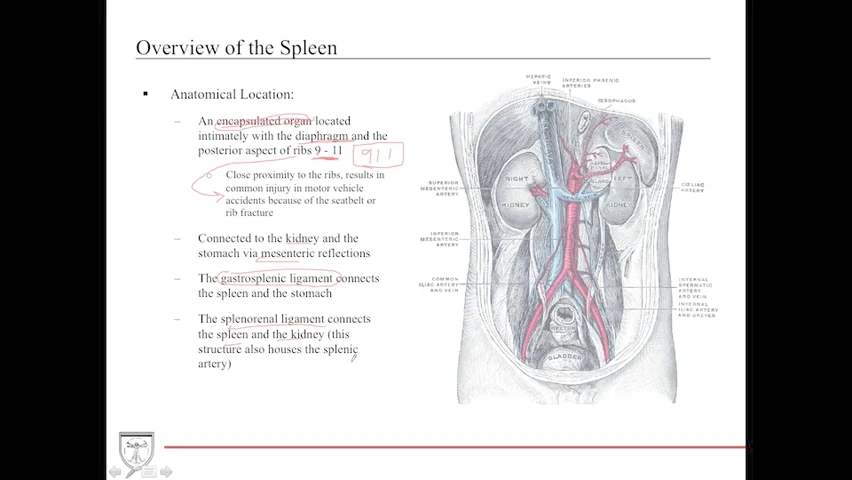 Overview of the Spleen
Anatomical Location:
An encapsulated organ located
intimately with the diaphragm and the
posterior aspect of ribs 9 - 11
911
Close proximity to the ribs, results in
common injury in motor vehicle
accidents because of the seatbelt or
rib fracture
Connected to the kidney and the
stomach via mesenteric reflections
The gastrosplenic ligament connects
the spleen and the stomach
The splenorenal ligament connects
the spleen and the kidney (this
structure also houses the splenic
artery)
HEPATIC
VEINS
INFERIOR PHRENIC
ARTERIES
ŒSOPHAGUS
RIGHT
KIDNEY
LEFT
KIDNEY
SUPERIOR
MESENTERIC
ARTERY
CŒLIAC
ARTERY
INFERIOR
MESENTERIC
ARTERY
COMMON
ILIAC ARTERY
AND VEIN
INTERNAL
SPERMATIC
ARTERY
AND VEIN
INTERNAL
ILIAC ARTERY
AND URETER
RECTUM
BLADDER